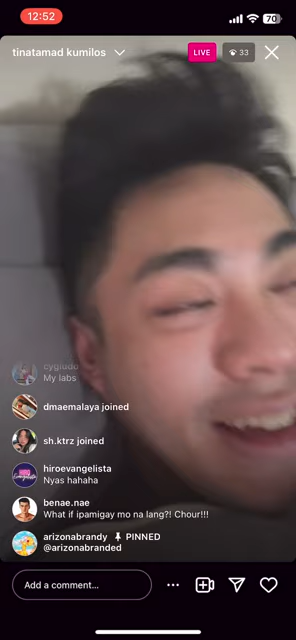 12:52
70
tinatamad kumilos
LIVE
33
cygludo
My labs
dmaemalaya joined
sh.ktrz joined
hiroevangelista
Nyas hahaha
benae.nae
What if ipamigay mo na lang?! Chour!!!
arizonabrandy PINNED
@arizonabranded
Add a comment...